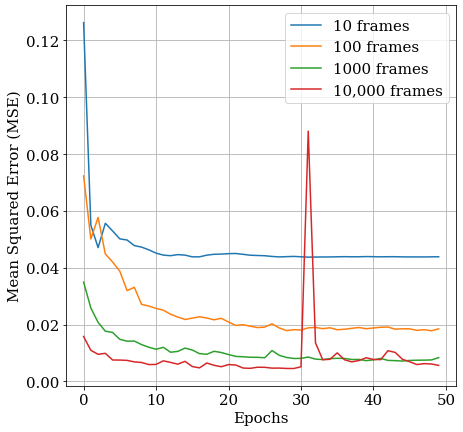 10 frames
100 frames
1000 frames
10,000 frames
Mean Squared Error (MSE)
0.12
0.10
0.08
0.06
0.04
0.02
0.00
0 10 20 30 40 50
Epochs